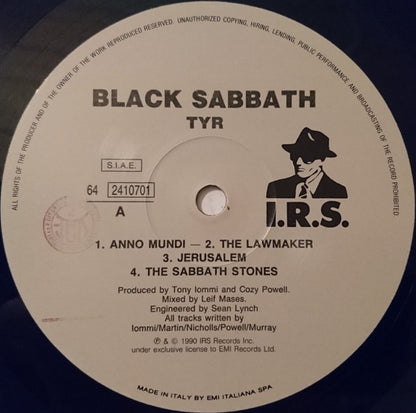 ALL RIGHTS OF THE PRODUCER AND OF THE OWNER OF THE WORK REPRODUCED RESERVED. UNAUTHORIZED COPYING, HIRING, LENDING, PUBLIC PERFORMANCE AND BROADCASTING OF THE RECORD PROHIBITED
BLACK SABBATH
TYR
S.I.A.E.
64 2410701
A
I.R.S.
1. ANNO MUNDI — 2. THE LAWMAKER
3. JERUSALEM
4. THE SABBATH STONES
Produced by Tony Iommi and Cozy Powell.
Mixed by Leif Mases.
Engineered by Sean Lynch
All tracks written by
Iommi/Martin/Nicholls/Powell/Murray
℗ & © 1990 IRS Records Inc.
under exclusive license to EMI Records Ltd.
MADE IN ITALY BY EMI ITALIANA SPA